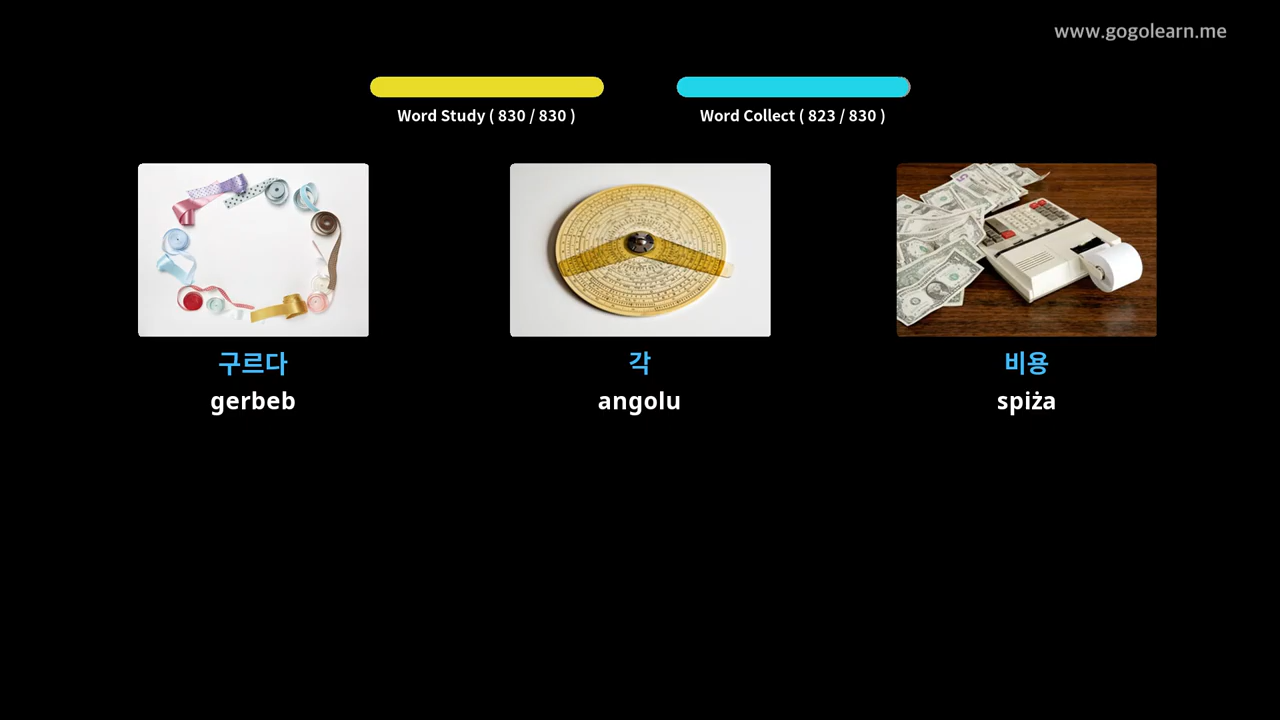 www.gogolearn.me
Word Study ( 830 / 830 )
Word Collect ( 823 / 830 )
구르다
각
비용
gerbeb
angolu
spiża